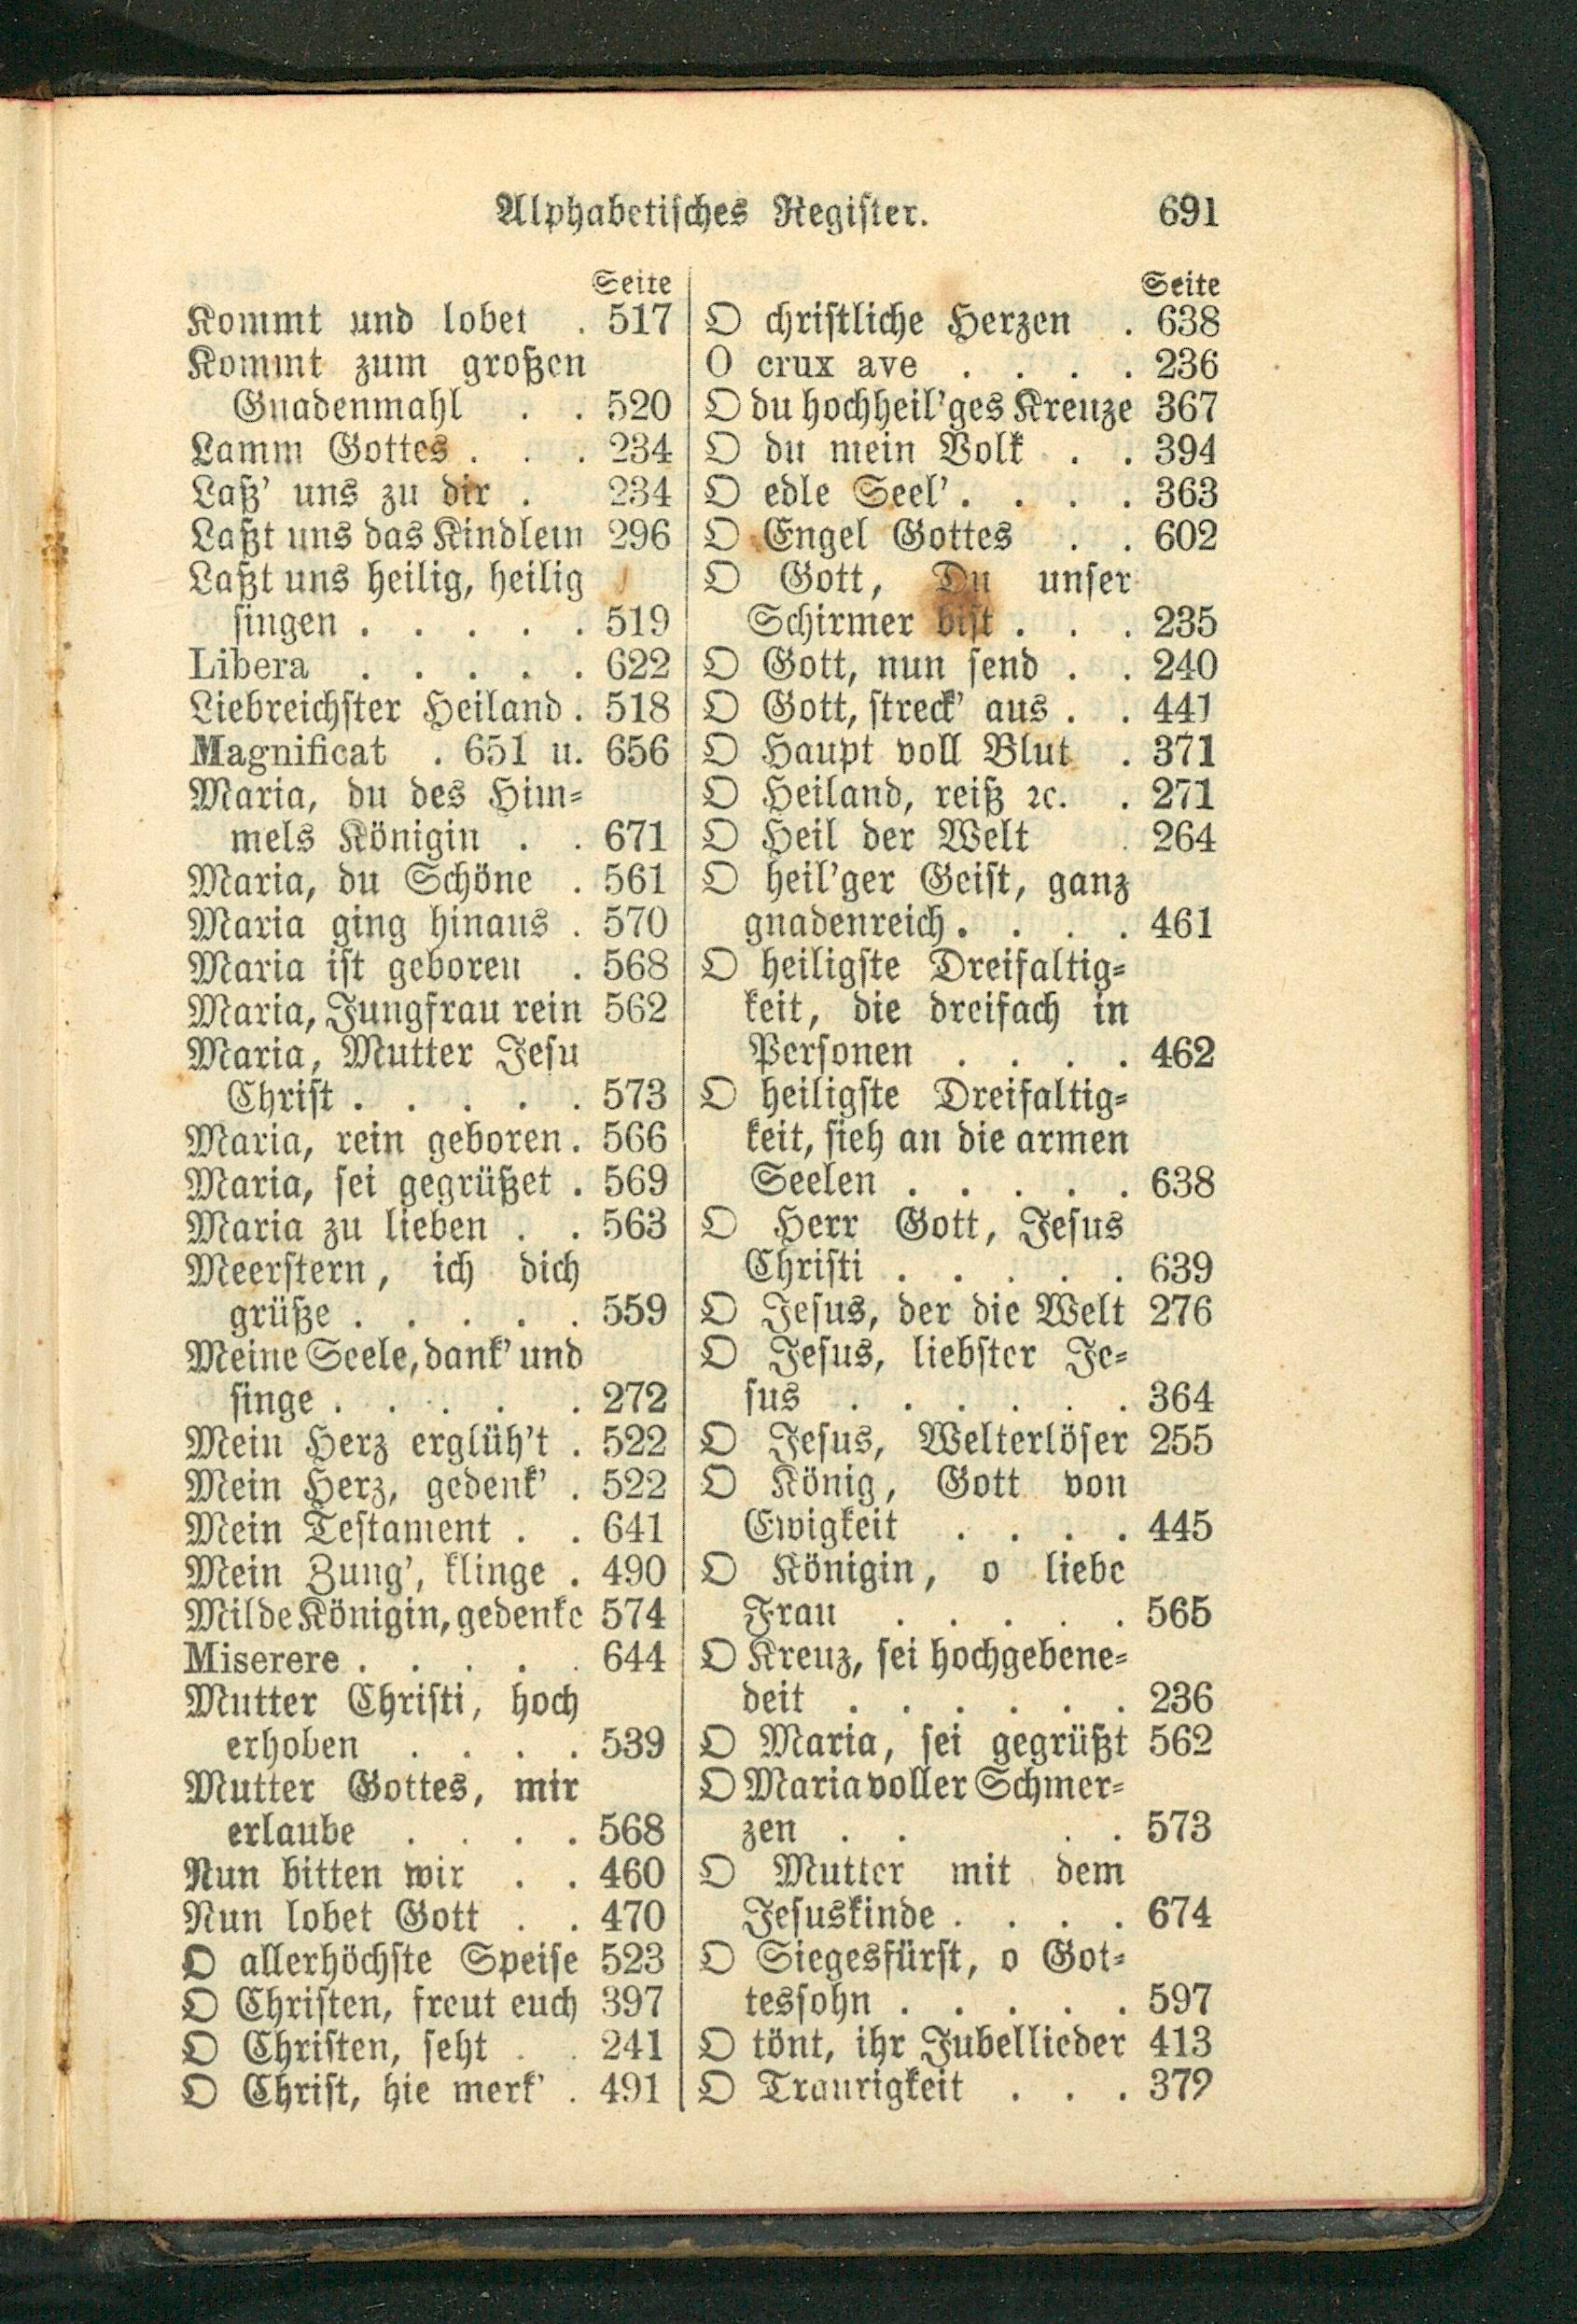 Alphabetisches Register. 691
Seite
Kommt und lobet . 517
Kommt zum großen
Gnadenmahl . . 520
Lamm Gottes . . . 234
Laß' uns zu dir . 234
Laßt uns das Kindlein 296
Laßt uns heilig, heilig
singen . . . . . 519
Libera . . . . . 622
Liebreichster Heiland . 518
Magnificat . 651 u. 656
Maria, du des Him=
mels Königin . . 671
Maria, du Schöne . 561
Maria ging hinaus . 570
Maria ist geboren . 568
Maria, Jungfrau rein 562
Maria, Mutter Jesu
Christ . . . . . 573
Maria, rein geboren . 566
Maria, sei gegrüßet . 569
Maria zu lieben . . 563
Meerstern, ich dich
grüße . . . . . 559
Meine Seele, dank' und
singe . . . . . 272
Mein Herz erglüh't . 522
Mein Herz, gedenk' . 522
Mein Testament . . 641
Mein Zung', klinge . 490
Milde Königin, gedenke 574
Miserere . . . . . 644
Mutter Christi, hoch
erhoben . . . . 539
Mutter Gottes, mir
erlaube . . . . 568
Nun bitten wir . . 460
Nun lobet Gott . . 470
O allerhöchste Speise 523
O Christen, freut euch 397
O Christen, seht . . 241
O Christ, hie merk' . 491
Seite
O christliche Herzen . 638
O crux ave . . . . 236
O du hochheil'ges Kreuze 367
O du mein Volk . . 394
O edle Seel' . . . . 363
O Engel Gottes . . 602
O Gott, Du unser
Schirmer bist . . . 235
O Gott, nun send . . 240
O Gott, streck' aus . . 441
O Haupt voll Blut . 371
O Heiland, reiß ꝛc. . 271
O Heil der Welt . 264
O heil'ger Geist, ganz
gnadenreich . . . . 461
O heiligste Dreifaltig=
keit, die dreifach in
Personen . . . . 462
O heiligste Dreifaltig=
keit, sieh an die armen
Seelen . . . . . 638
O Herr Gott, Jesus
Christi . . . . . 639
O Jesus, der die Welt 276
O Jesus, liebster Je=
sus . . . . . . 364
O Jesus, Welterlöser 255
O König, Gott von
Ewigkeit . . . . 445
O Königin, o liebe
Frau . . . . . 565
O Kreuz, sei hochgebene=
deit . . . . . . 236
O Maria, sei gegrüßt 562
O Maria voller Schmer=
zen . . . . 573
O Mutter mit dem
Jesuskinde . . . . 674
O Siegesfürst, o Got=
tessohn . . . . . 597
O tönt, ihr Jubellieder 413
O Traurigkeit . . . 379